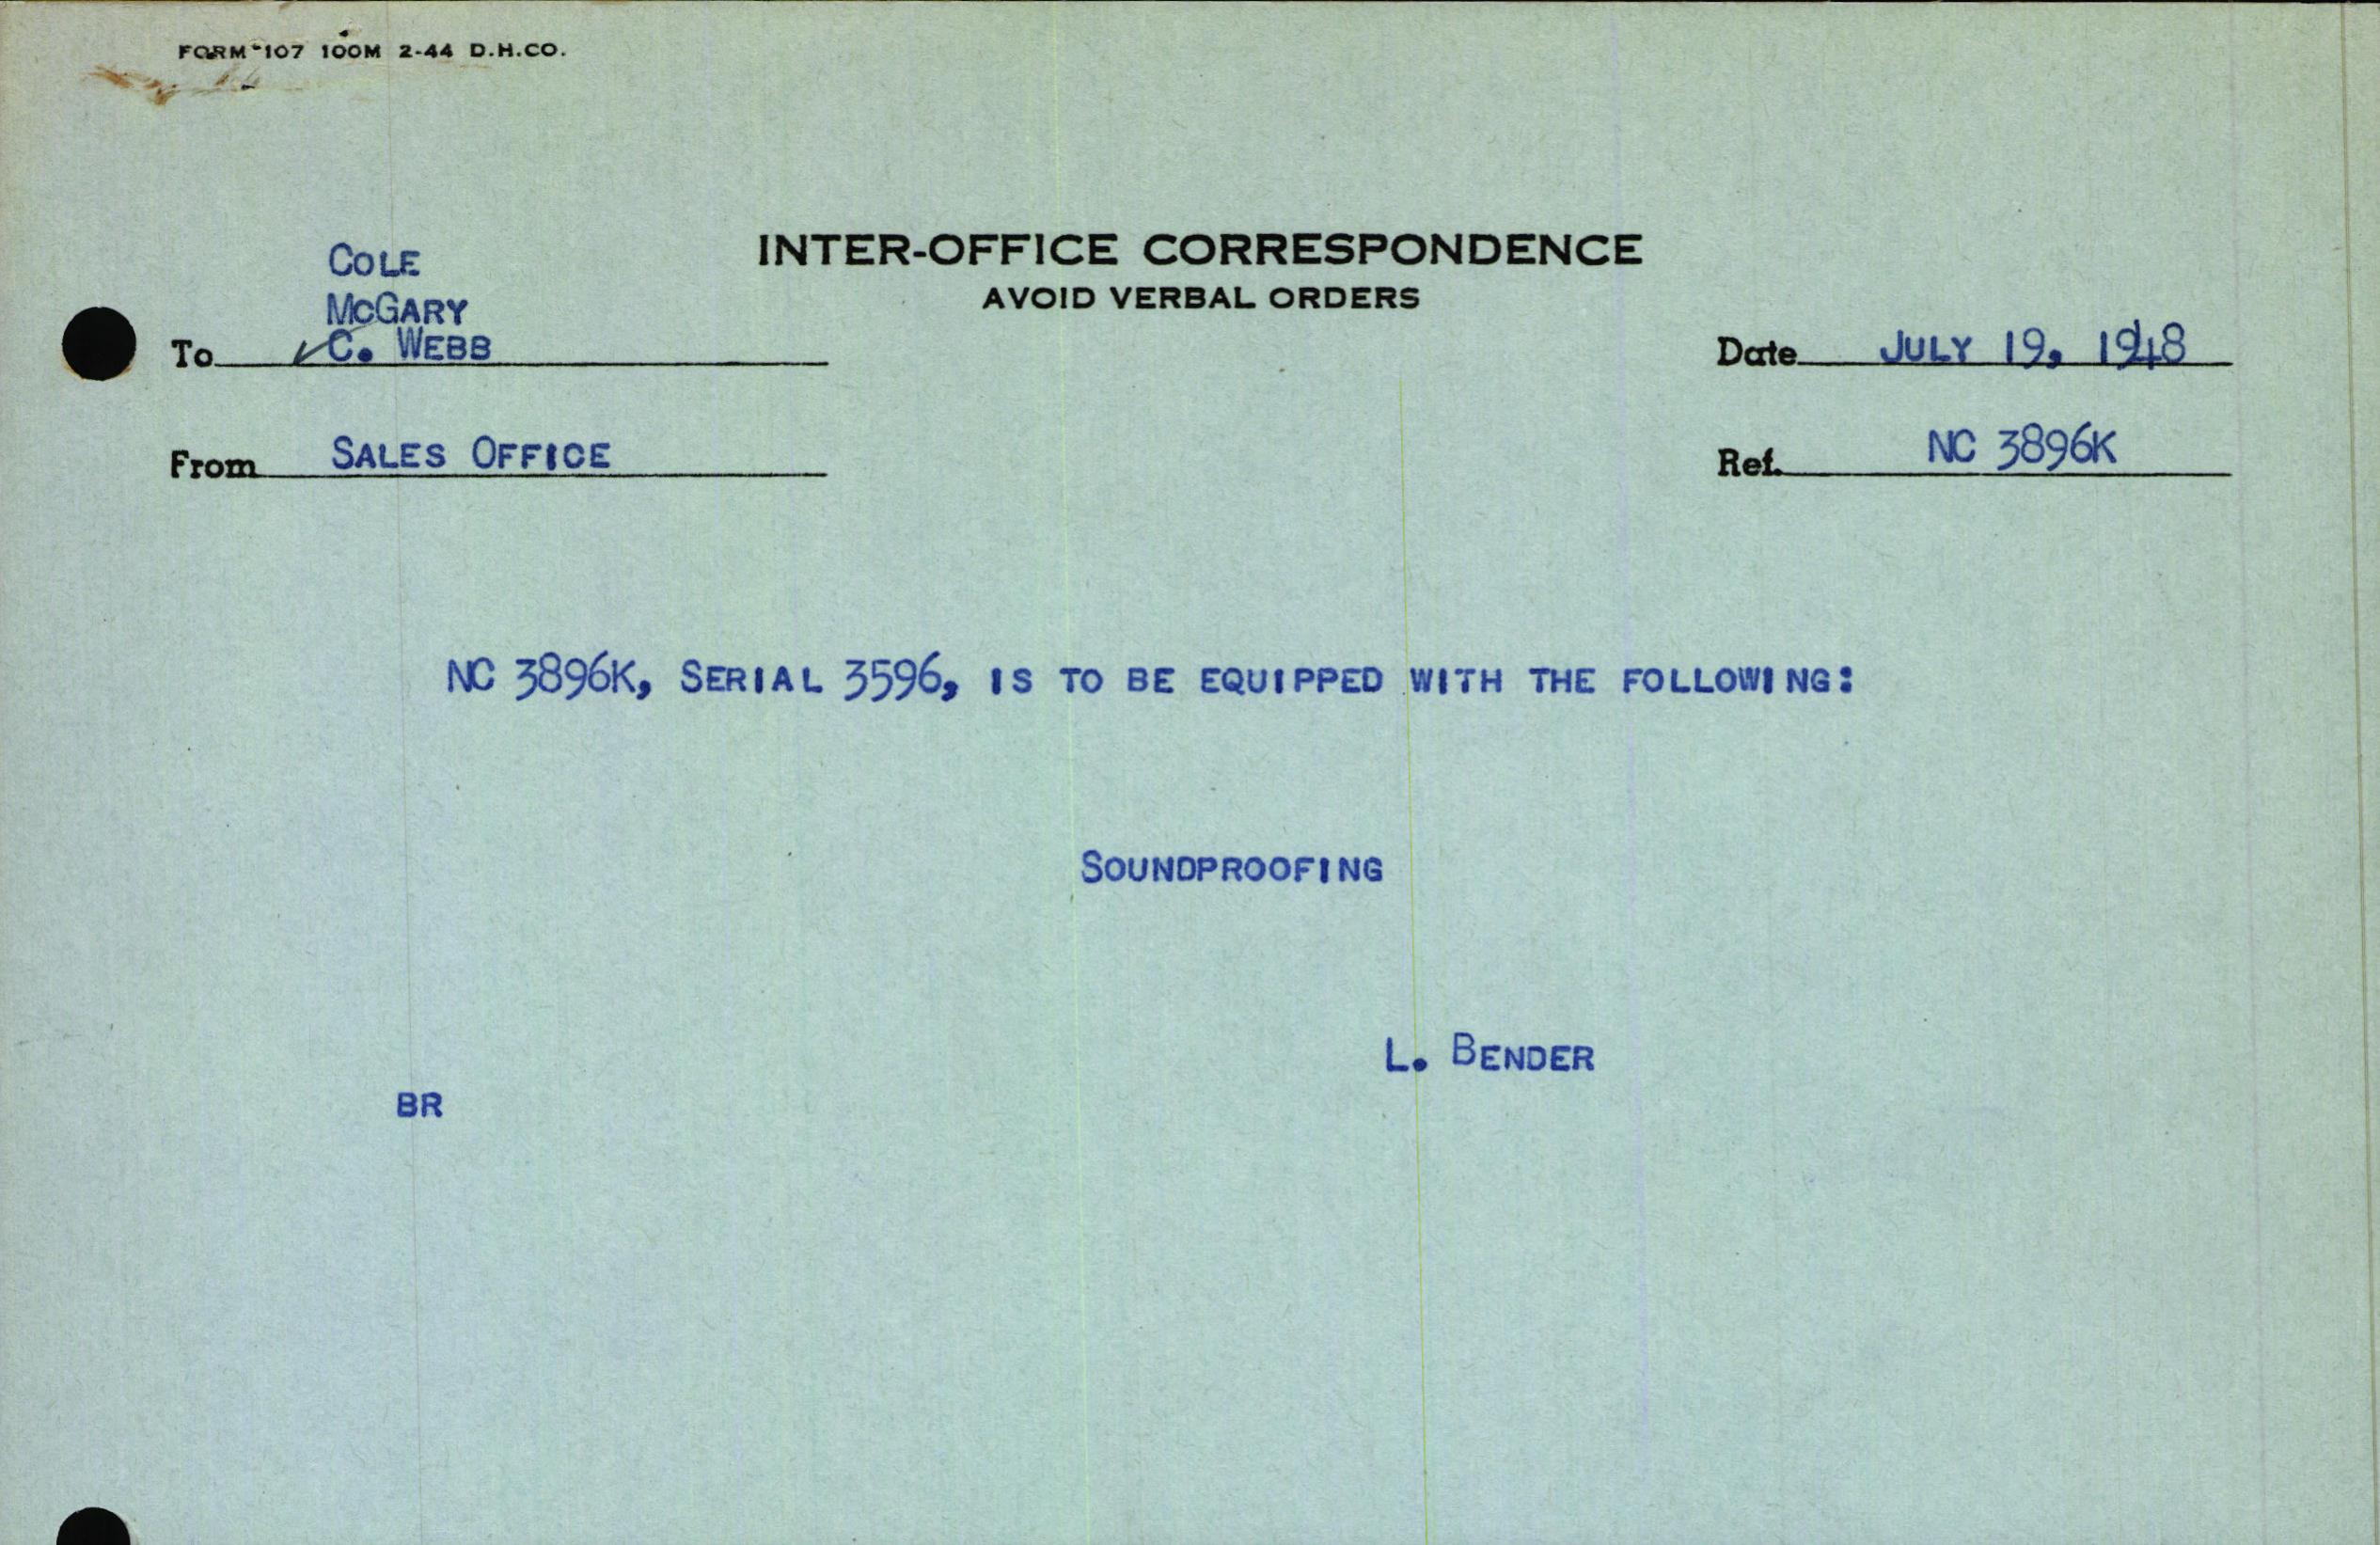 FORM 107 100M 2-44 D.H.CO.
INTER-OFFICE CORRESPONDENCE
AVOID VERBAL ORDERS
COLE
MCGARY
To C. WEBB
Date JULY 19, 1948
From SALES OFFICE
Ref. NC 3896K
NC 3896K, SERIAL 3596, IS TO BE EQUIPPED WITH THE FOLLOWING:
SOUNDPROOFING
L. BENDER
BR